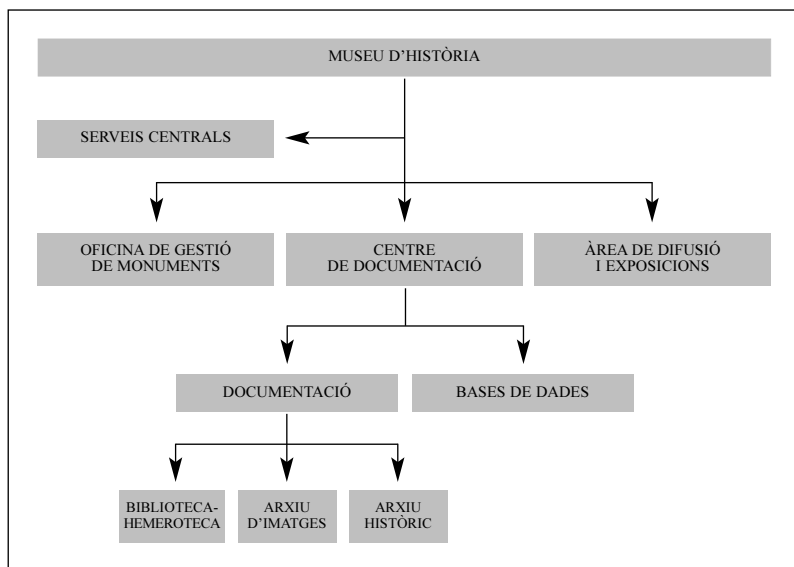 MUSEU D'HISTÒRIA
SERVEIS CENTRALS
OFICINA DE GESTIÓ
DE MONUMENTS
CENTRE
DE DOCUMENTACIÓ
ÀREA DE DIFUSIÓ
I EXPOSICIONS
DOCUMENTACIÓ
BASES DE DADES
BIBLIOTECA-
HEMEROTECA
ARXIU
D'IMATGES
ARXIU
HISTÒRIC